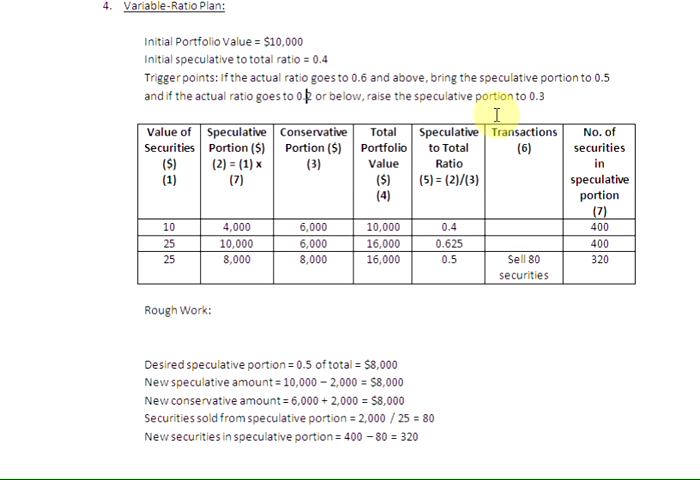 4. Variable-Ratio Plan:
Initial Portfolio Value = $10,000
Initial speculative to total ratio = 0.4
Trigger points: If the actual ratio goes to 0.6 and above, bring the speculative portion to 0.5
and if the actual ratio goes to 0.2 or below, raise the speculative portion to 0.3
Value of Securities ($) (1) Speculative Portion ($) (2) = (1) x (7) Conservative Portion ($) (3) Total Portfolio Value ($) (4) Speculative to Total Ratio (5) = (2)/(3) Transactions (6) No. of securities in speculative portion (7)
10 4,000 6,000 10,000 0.4 400
25 10,000 6,000 16,000 0.625 400
25 8,000 8,000 16,000 0.5 Sell 80 securities 320
Rough Work:
Desired speculative portion = 0.5 of total = $8,000
New speculative amount = 10,000 – 2,000 = $8,000
New conservative amount = 6,000 + 2,000 = $8,000
Securities sold from speculative portion = 2,000 / 25 = 80
New securities in speculative portion = 400 – 80 = 320